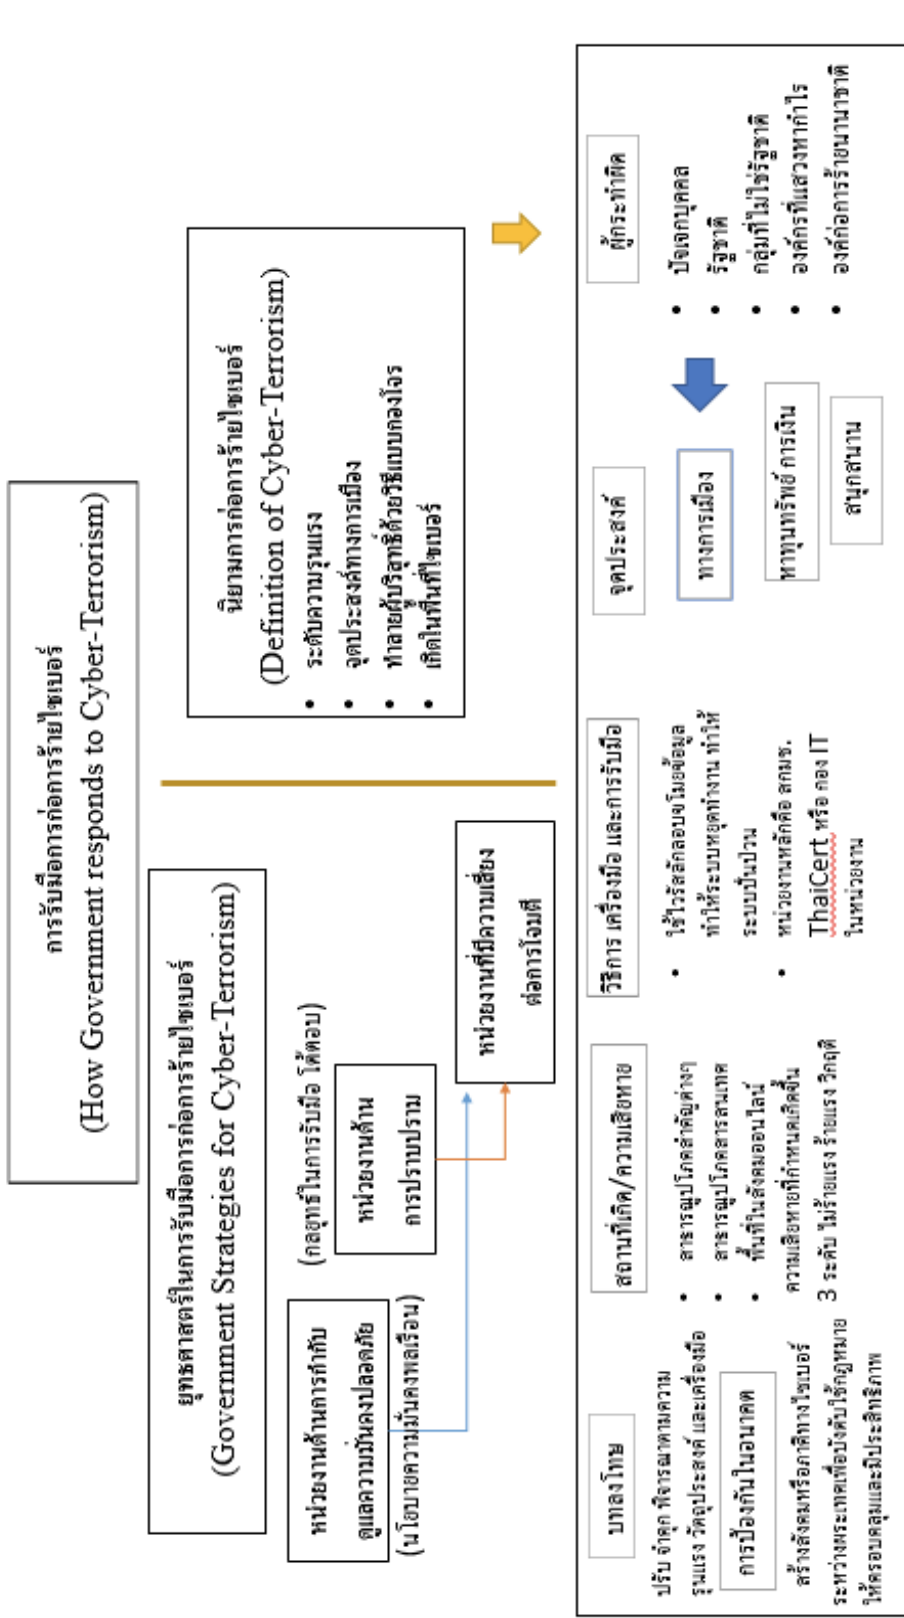 การรับมือการก่อการร้ายไซเบอร์
(How Government responds to Cyber-Terrorism)
ยุทธศาสตร์ในการรับมือการก่อการร้ายไซเบอร์
(Government Strategies for Cyber-Terrorism)
หน่วยงานด้านการกำกับ
ดูแลความมั่นคงปลอดภัย
(นโยบายความมั่นคงพลเรือน)
(กลยุทธ์ในการรับมือ โต้ตอบ)
หน่วยงานด้าน
การปราบปราม
หน่วยงานที่มีความเสี่ยง
ต่อการโจมตี
นิยามการก่อการร้ายไซเบอร์
(Definition of Cyber-Terrorism)
• ระดับความรุนแรง
• จุดประสงค์ทางการเมือง
• ทำลายผู้บริสุทธิ์ด้วยวิธีแบบกองโจร
• เกิดในพื้นที่ไซเบอร์
บทลงโทษ
ปรับ จำคุก พิจารณาตามความ
รุนแรง วัตถุประสงค์ และเครื่องมือ
การป้องกันในอนาคต
สร้างสังคมหรือภาคีทางไซเบอร์
ระหว่างประเทศเพื่อบังคับใช้กฎหมาย
ให้ครอบคลุมและมีประสิทธิภาพ
สถานที่เกิด/ความเสียหาย
• สาธารณูปโภคสำคัญต่างๆ
• สาธารณูปโภคสารสนเทศ
• พื้นที่ในสังคมออนไลน์
ความเสียหายที่กำหนดเกิดขึ้น
3 ระดับ ไม่ร้ายแรง ร้ายแรง วิกฤติ
วิธีการ เครื่องมือ และการรับมือ
• ใช้ไวรัสลักลอบขโมยข้อมูล
ทำให้ระบบหยุดทำงาน ทำให้
ระบบปั่นป่วน
• หน่วยงานหลักคือ สกมช.
ThaiCert หรือ กอง IT
ในหน่วยงาน
จุดประสงค์
ทางการเมือง
หาทุนทรัพย์ การเงิน
สนุกสนาน
ผู้กระทำผิด
• ปัจเจกบุคคล
• รัฐชาติ
• กลุ่มที่ไม่ใช่รัฐชาติ
• องค์กรที่แสวงหากำไร
• องค์ก่อการร้ายนานาชาติ